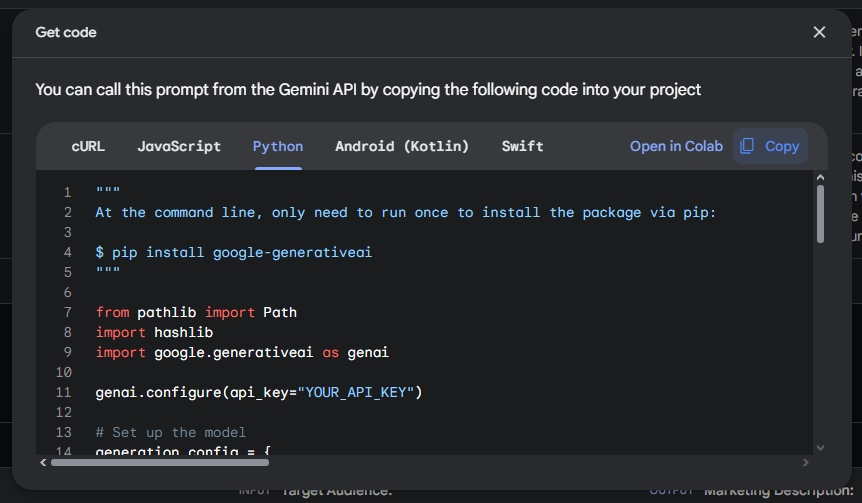 Get code
You can call this prompt from the Gemini API by copying the following code into your project
cURL JavaScript Python Android (Kotlin) Swift Open in Colab Copy
1 """
2 At the command line, only need to run once to install the package via pip:
3
4 $ pip install google-generativeai
5 """
6
7 from pathlib import Path
8 import hashlib
9 import google.generativeai as genai
10
11 genai.configure(api_key="YOUR_API_KEY")
12
13 # Set up the model
14 generation_config = {
INPUT Target Audience: OUTPUT Marketing Description: